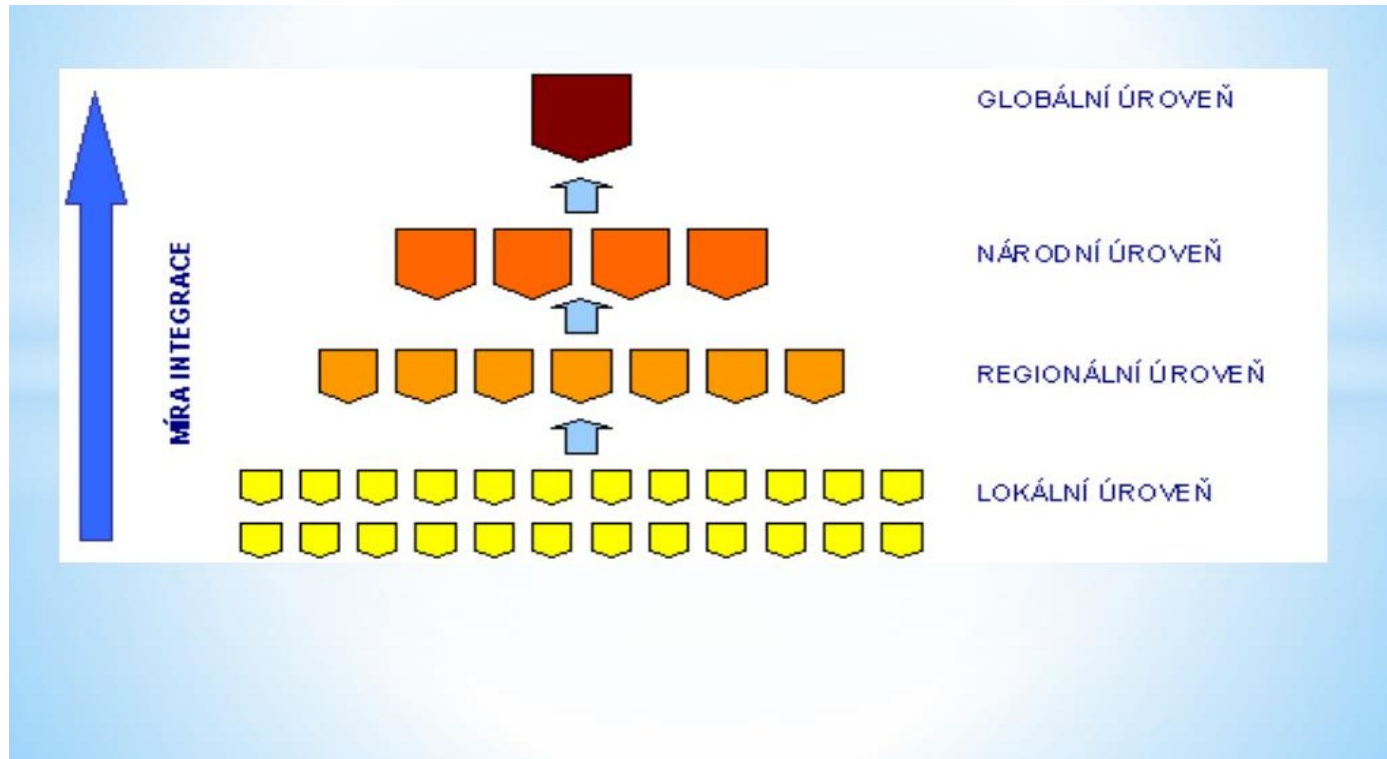 GLOBÁLNÍ ÚROVEŇ
NÁRODNÍ ÚROVEŇ
MÍRA INTEGRACE
REGIONÁLNÍ ÚROVEŇ
LOKÁLNÍ ÚROVEŇ